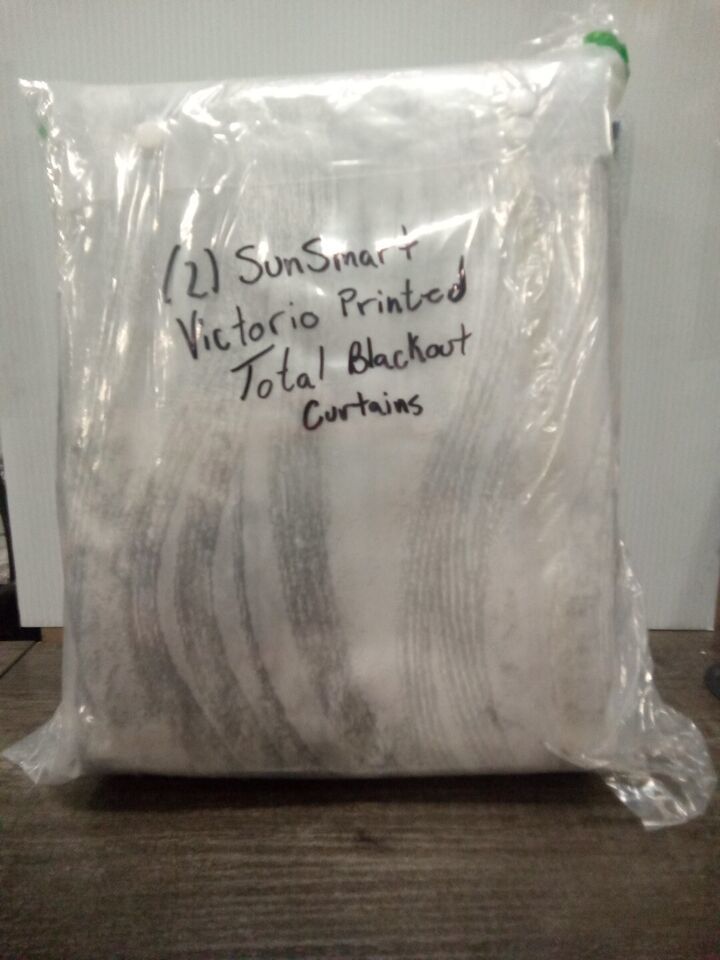 (2) SunSmart
Victorio Printed
Total Blackout
Curtains